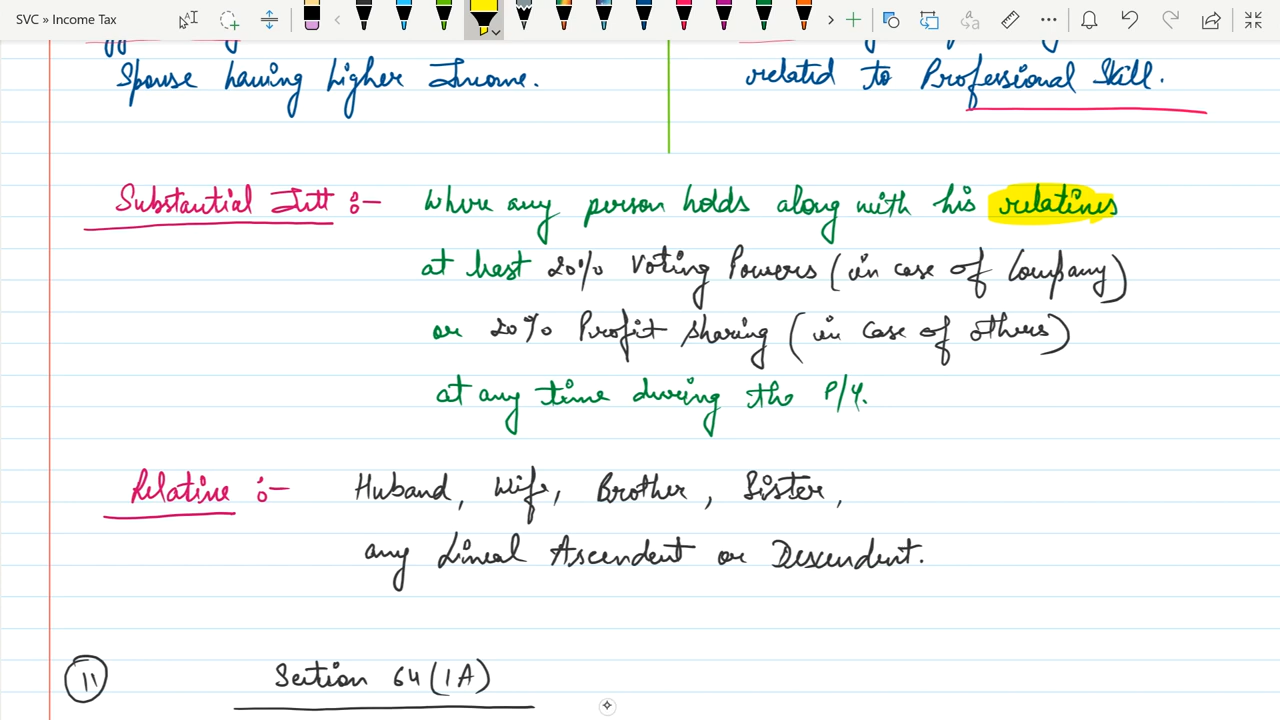 SVC » Income Tax
Spouse having higher Income.
related to Professional Skill.
Substantial Intt :- Where any person holds along with his relatives
at least 20% Voting Powers (in case of Company)
or 20% Profit sharing (in case of others)
at any time during the P/Y.
Relative :- Huband, Wife, Brother, Sister,
any Lineal Ascendent or Descendent.
11 Section 64(1A)